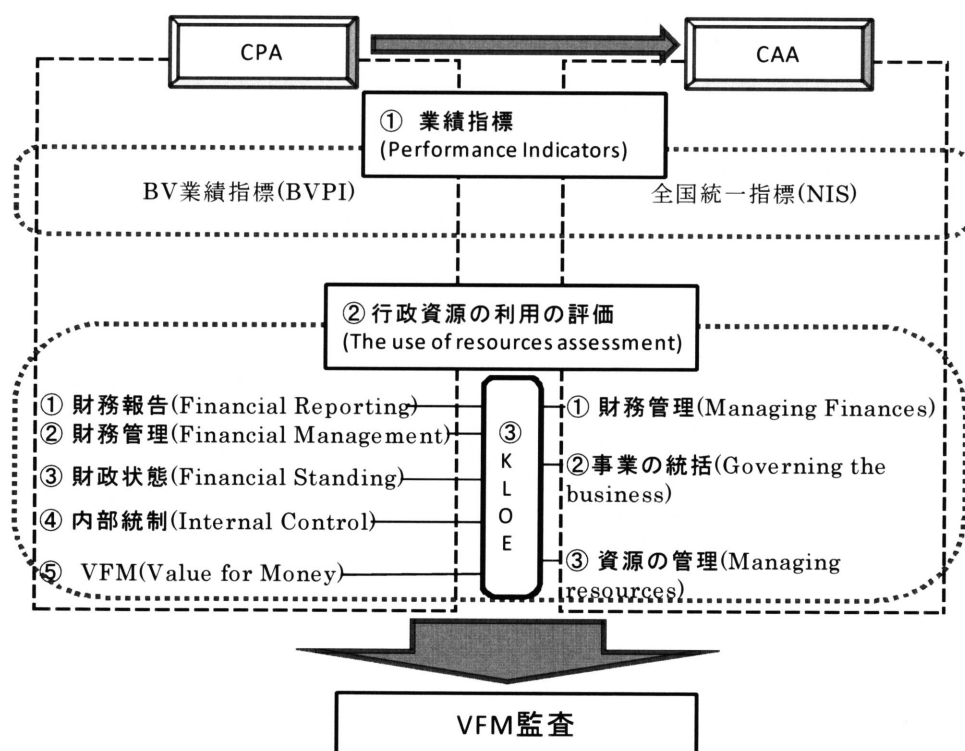 CPA
CAA
① 業績指標
(Performance Indicators)
BV業績指標(BVPI)
全国統一指標(NIS)
② 行政資源の利用の評価
(The use of resources assessment)
① 財務報告(Financial Reporting)
② 財務管理(Financial Management)
③ 財政状態(Financial Standing)
④ 内部統制(Internal Control)
⑤ VFM(Value for Money)
③
K
L
O
E
① 財務管理(Managing Finances)
②事業の統括(Governing the
business)
③ 資源の管理(Managing
resources)
VFM監査